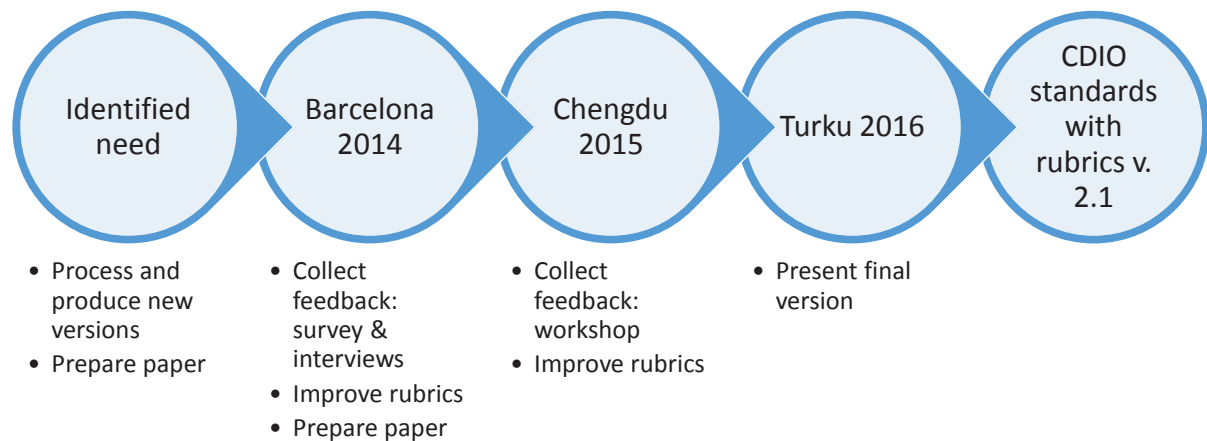 Identified
need
Barcelona
2014
Chengdu
2015
Turku 2016
CDIO
standards
with
rubrics v.
2.1
• Process and
produce new
versions
• Prepare paper
• Collect
feedback:
survey &
interviews
• Improve rubrics
• Prepare paper
• Collect
feedback:
workshop
• Improve rubrics
• Present final
version